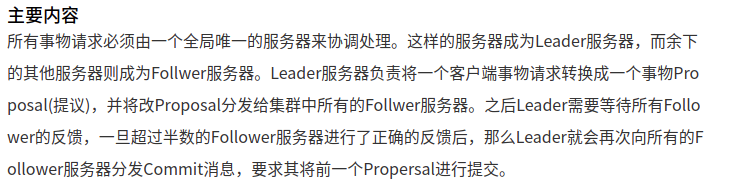 主要内容
所有事物请求必须由一个全局唯一的服务器来协调处理。这样的服务器成为Leader服务器，而余下
的其他服务器则成为Follwer服务器。Leader服务器负责将一个客户端事物请求转换成一个事物Pro
posal(提议)，并将改Proposal分发给集群中所有的Follwer服务器。之后Leader需要等待所有Follo
wer的反馈，一旦超过半数的Follower服务器进行了正确的反馈后，那么Leader就会再次向所有的F
ollower服务器分发Commit消息，要求其将前一个Propersal进行提交。